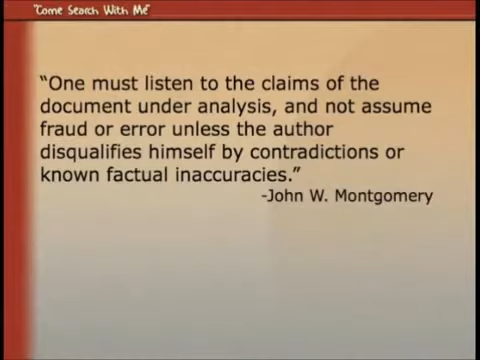 "Come Search With Me"
“One must listen to the claims of the
document under analysis, and not assume
fraud or error unless the author
disqualifies himself by contradictions or
known factual inaccuracies.”
-John W. Montgomery